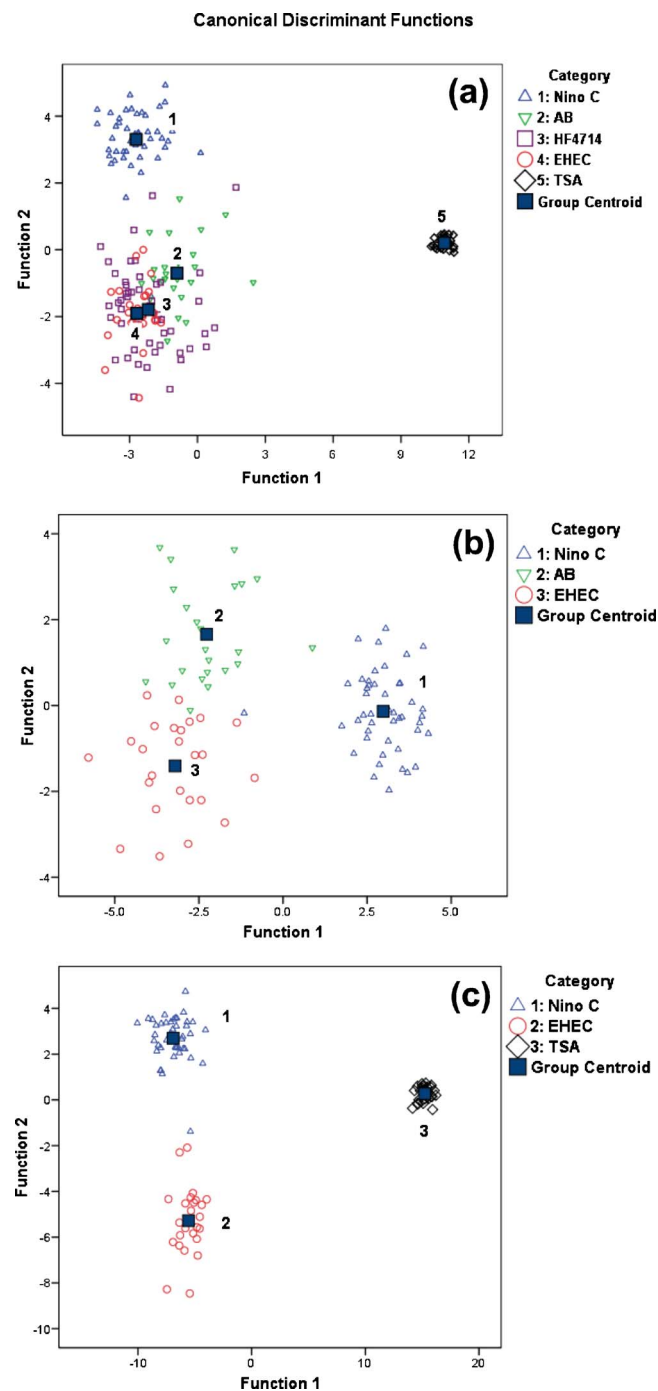 Canonical Discriminant Functions
(a)
Category
1: Nino C
2: AB
3: HF4714
4: EHEC
5: TSA
Group Centroid
1
2
3
4
5
Function 2
4
2
0
-2
-4
-3
0
3
6
9
12
Function 1
(b)
Category
1: Nino C
2: AB
3: EHEC
Group Centroid
2
1
3
Function 2
4
2
0
-2
-4
-5.0
-2.5
0.0
2.5
5.0
Function 1
(c)
Category
1: Nino C
2: EHEC
3: TSA
Group Centroid
1
3
2
Function 2
4
2
0
-2
-4
-6
-8
-10
-10
0
10
20
Function 1